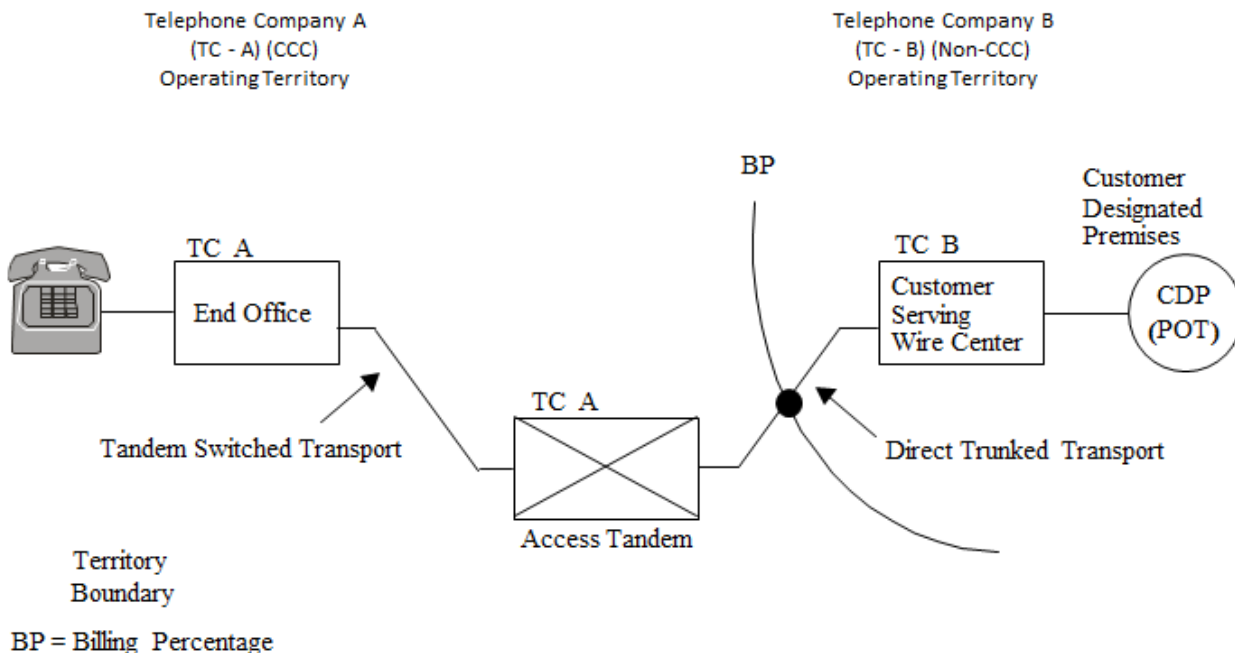 Telephone Company A
(TC - A) (CCC)
Operating Territory
Telephone Company B
(TC - B) (Non-CCC)
Operating Territory
BP
Customer
Designated
Premises
TC A
End Office
TC B
Customer
Serving
Wire Center
CDP
(POT)
TC A
Tandem Switched Transport
Direct Trunked Transport
Access Tandem
Territory
Boundary
BP = Billing Percentage